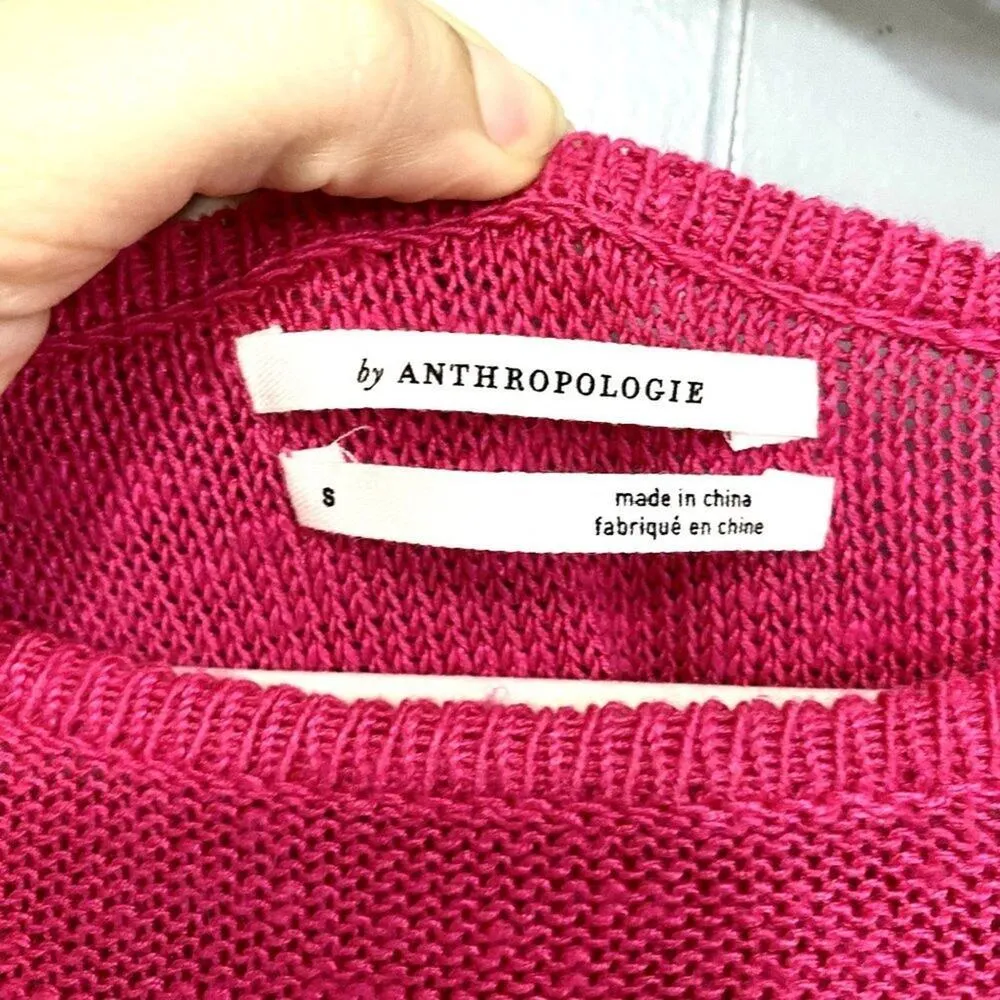 by ANTHROPOLOGIE
S made in china
fabriqué en chine